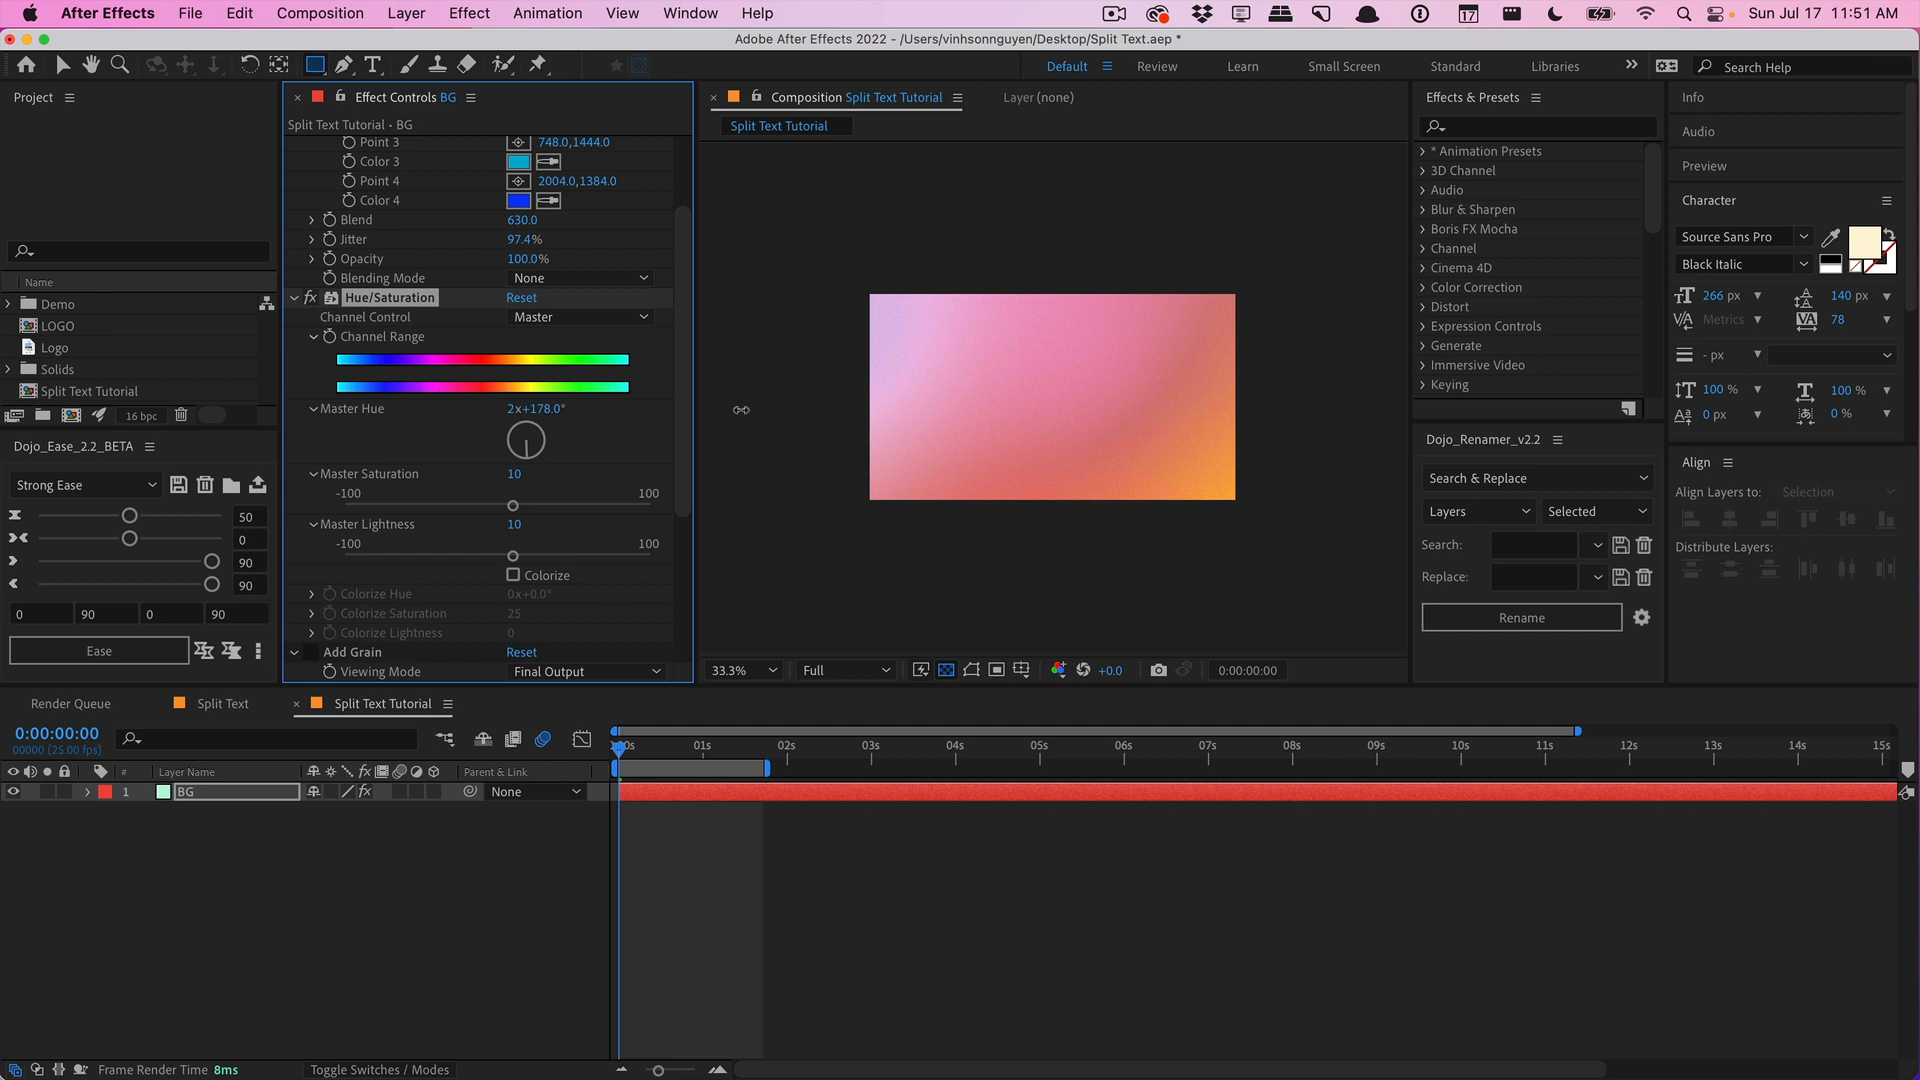 After Effects File Edit Composition Layer Effect Animation View Window Help Sun Jul 17 11:51 AM
Adobe After Effects 2022 - /Users/vinhsonnguyen/Desktop/Split Text.aep *
Default Review Learn Small Screen Standard Libraries Search Help
Project
Effect Controls BG
Split Text Tutorial • BG
Point 3 748.0,1444.0
Color 3
Point 4 2004.0,1384.0
Color 4
Blend 630.0
Jitter 97.4%
Opacity 100.0%
Blending Mode None
fx Hue/Saturation Reset
Channel Control Master
Channel Range
Master Hue 2x+178.0°
Master Saturation 10
-100 100
Master Lightness 10
-100 100
Colorize
Colorize Hue 0x+0.0°
Colorize Saturation 25
Colorize Lightness 0
Add Grain Reset
Viewing Mode Final Output
Name
Demo
LOGO
Logo
Solids
Split Text Tutorial
16 bpc
Dojo_Ease_2.2_BETA
Strong Ease
50
0
90
90
0 90 0 90
Ease
Composition Split Text Tutorial Layer (none)
Split Text Tutorial
33.3% Full +0.0 0:00:00:00
Effects & Presets
* Animation Presets
3D Channel
Audio
Blur & Sharpen
Boris FX Mocha
Channel
Cinema 4D
Color Correction
Distort
Expression Controls
Generate
Immersive Video
Keying
Dojo_Renamer_v2.2
Search & Replace
Layers Selected
Search:
Replace:
Rename
Info
Audio
Preview
Character
Source Sans Pro
Black Italic
266 px 140 px
Metrics 78
- px
100 % 100 %
0 px 0 %
Align
Align Layers to: Selection
Distribute Layers:
Render Queue Split Text Split Text Tutorial
0:00:00:00
00000 (25.00 fps)
01s 02s 03s 04s 05s 06s 07s 08s 09s 10s 11s 12s 13s 14s 15s
# Layer Name fx Parent & Link
1 BG fx None
Frame Render Time 8ms Toggle Switches / Modes